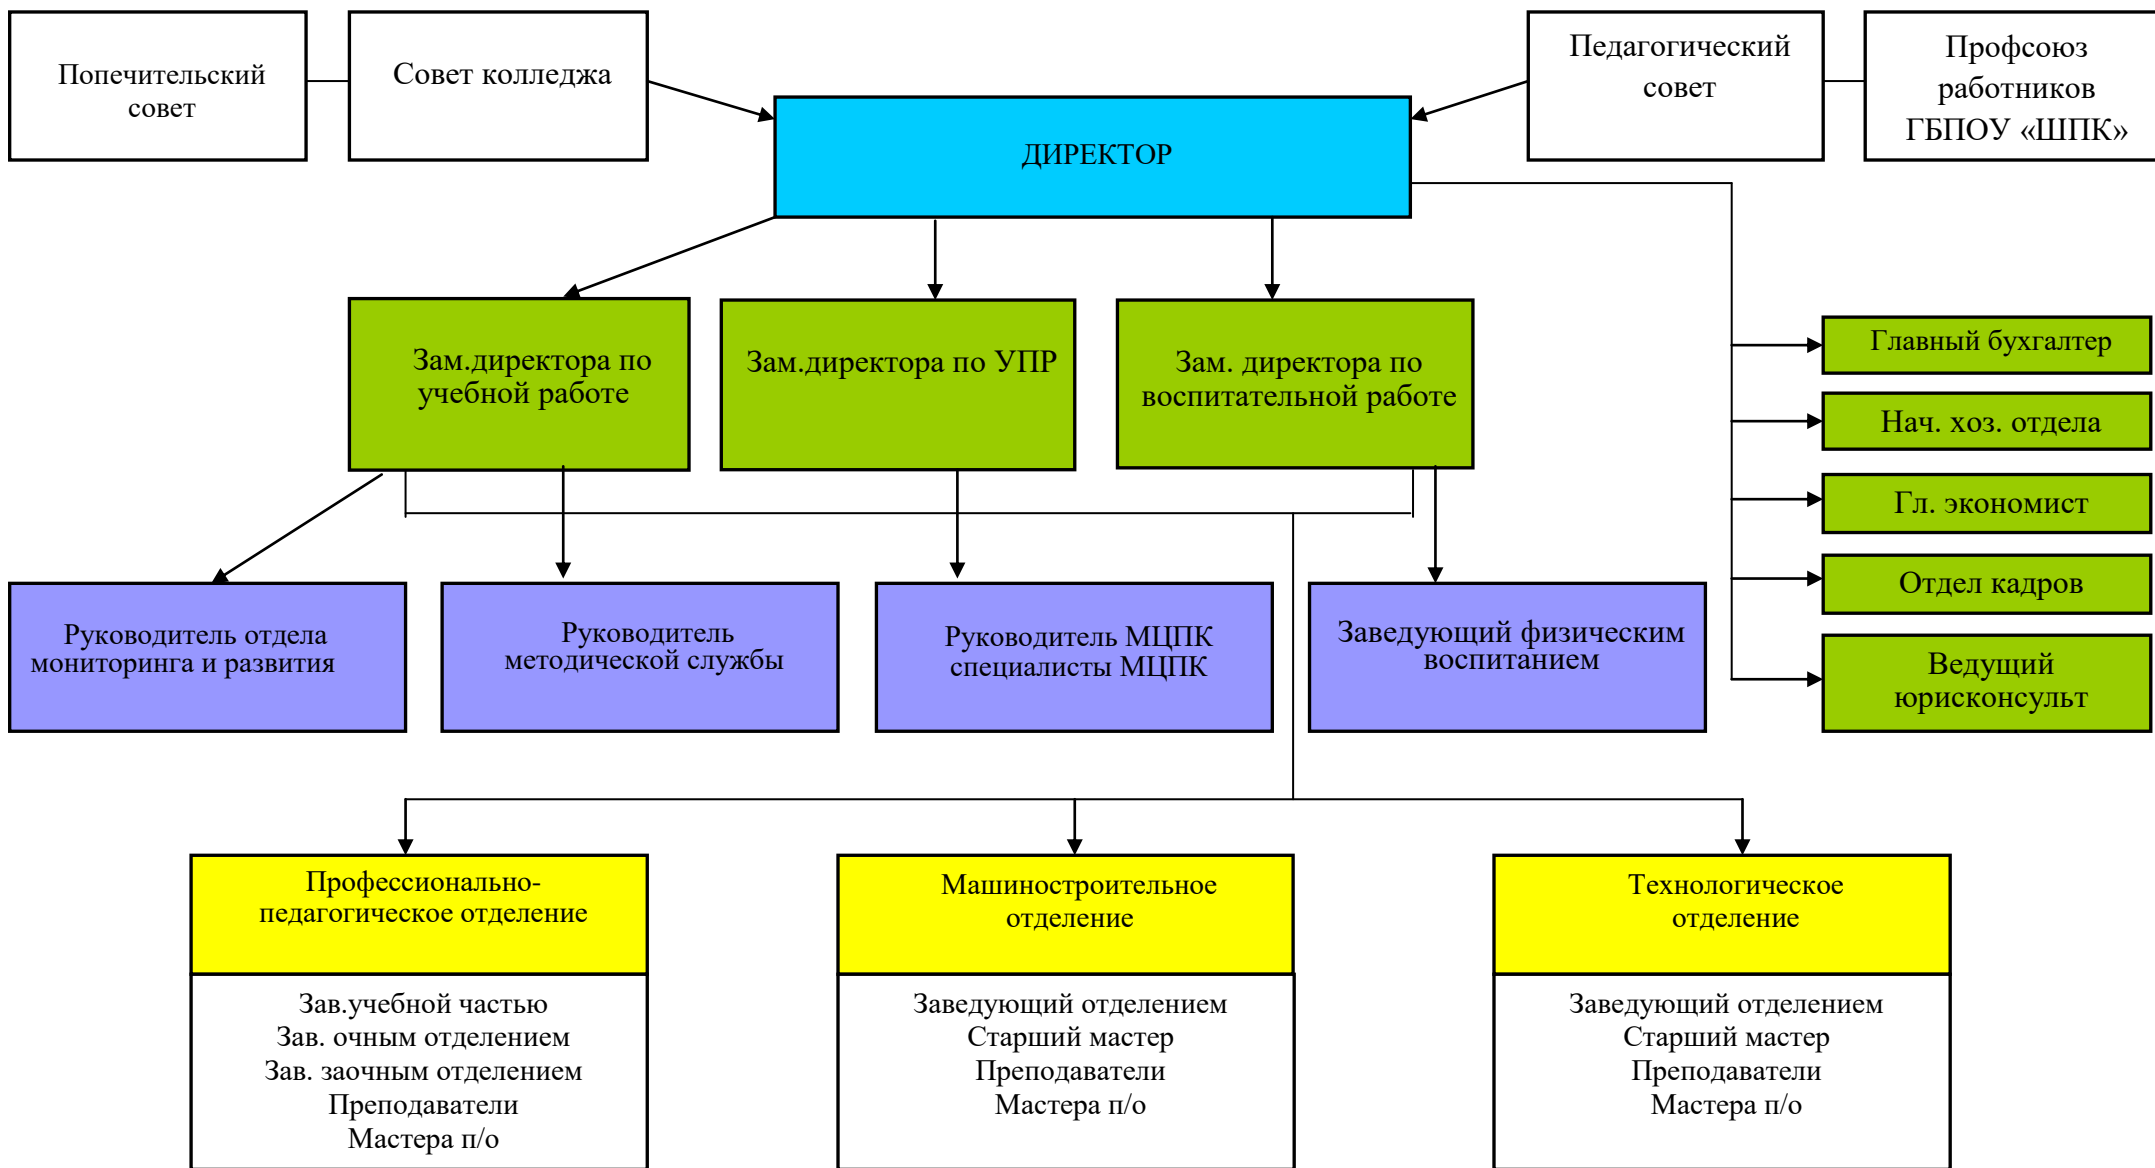 Попечительский
совет
Совет колледжа
Педагогический
совет
Профсоюз
работников
ГБПОУ «ШПК»
ДИРЕКТОР
Зам.директора по
учебной работе
Зам.директора по УПР
Зам. директора по
воспитательной работе
Главный бухгалтер
Нач. хоз. отдела
Гл. экономист
Отдел кадров
Ведущий
юрисконсульт
Руководитель отдела
мониторинга и развития
Руководитель
методической службы
Руководитель МЦПК
специалисты МЦПК
Заведующий физическим
воспитанием
Профессионально-
педагогическое отделение
Зав.учебной частью
Зав. очным отделением
Зав. заочным отделением
Преподаватели
Мастера п/о
Машиностроительное
отделение
Заведующий отделением
Старший мастер
Преподаватели
Мастера п/о
Технологическое
отделение
Заведующий отделением
Старший мастер
Преподаватели
Мастера п/о